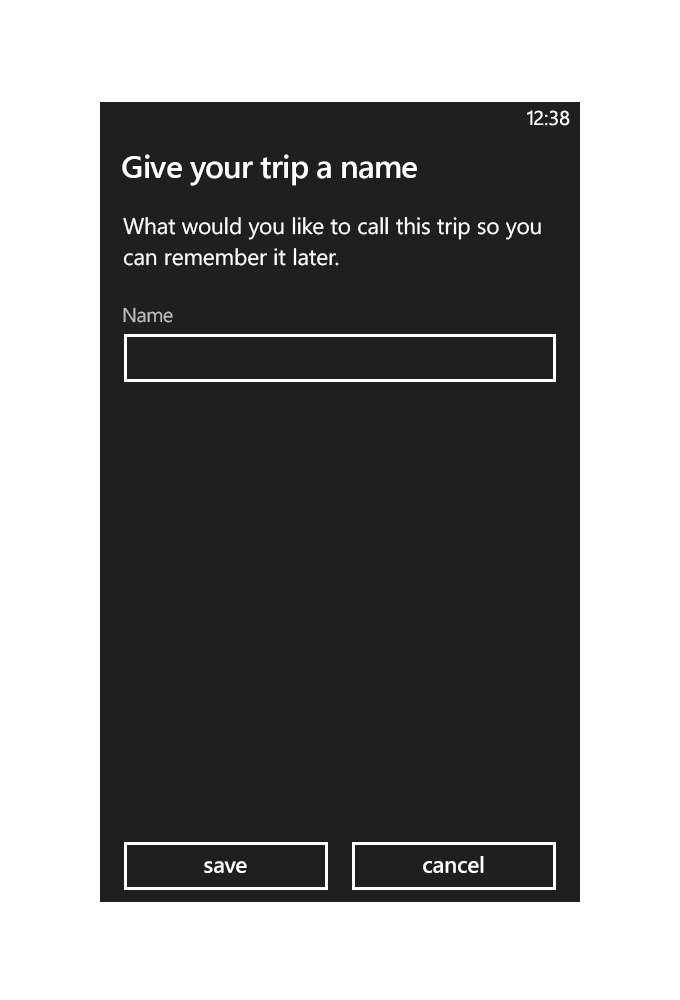 12:38
Give your trip a name
What would you like to call this trip so you
can remember it later.
Name
save cancel